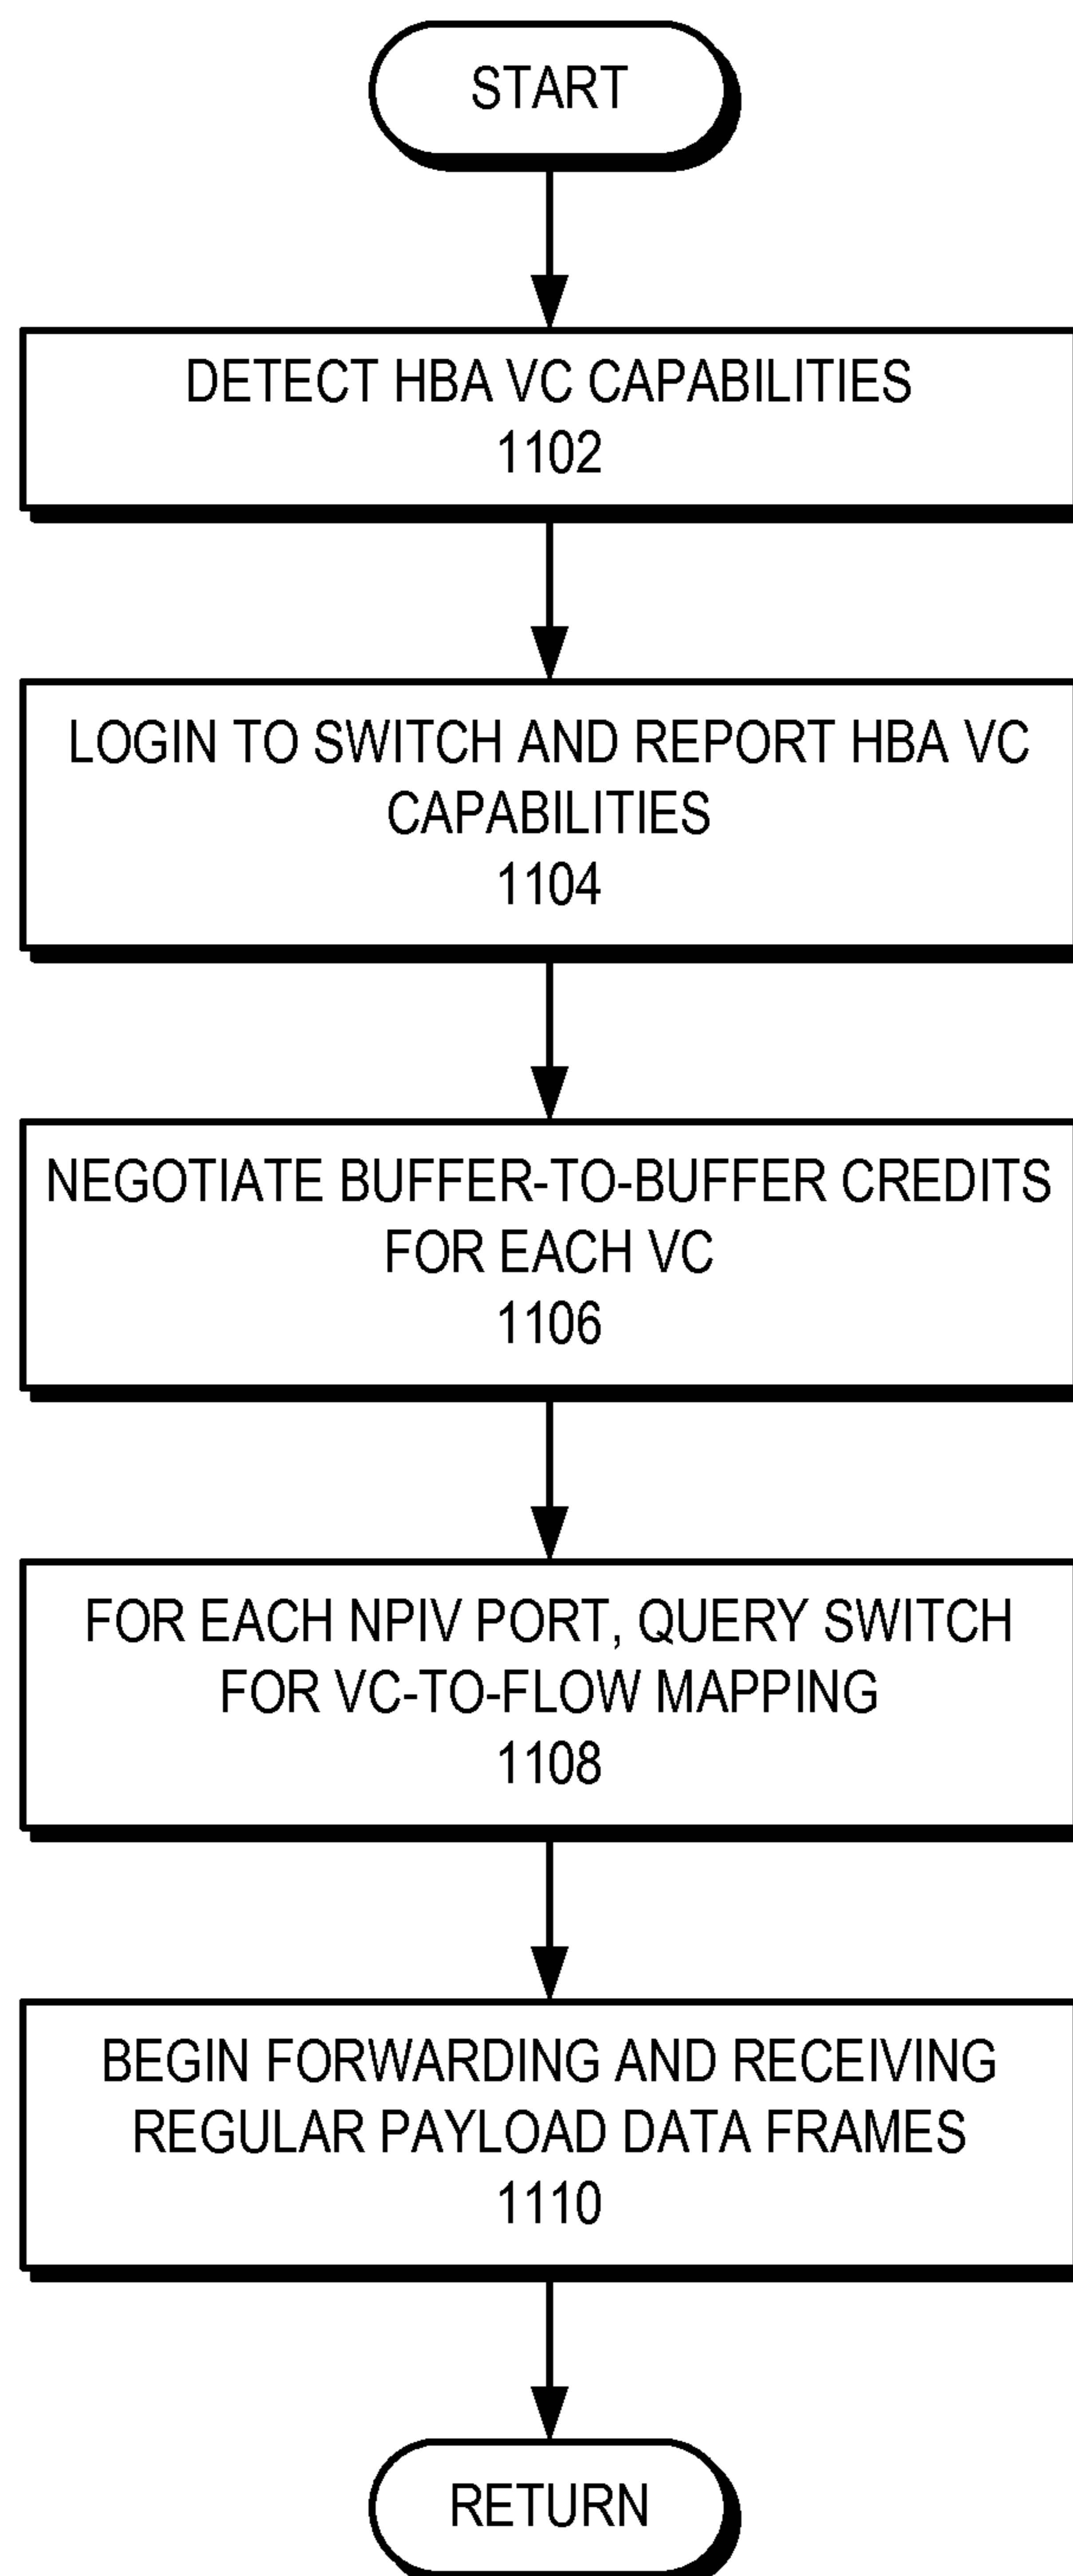 START
DETECT HBA VC CAPABILITIES
1102
LOGIN TO SWITCH AND REPORT HBA VC
CAPABILITIES
1104
NEGOTIATE BUFFER-TO-BUFFER CREDITS
FOR EACH VC
1106
FOR EACH NPIV PORT, QUERY SWITCH
FOR VC-TO-FLOW MAPPING
1108
BEGIN FORWARDING AND RECEIVING
REGULAR PAYLOAD DATA FRAMES
1110
RETURN